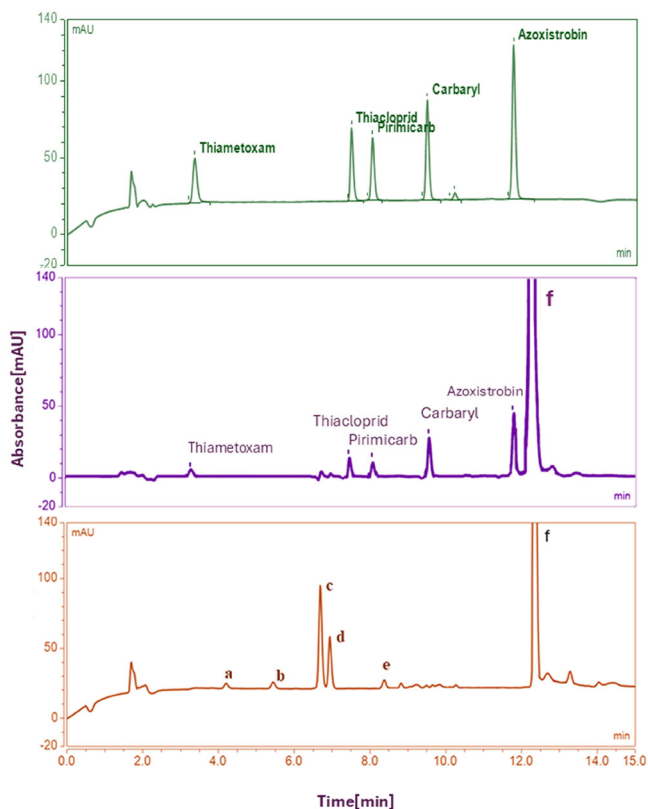 140
mAU
Azoxistrobin
100
Carbaryl
Thiacloprid
Pirimicarb
50
Thiametoxam
0
min
-20
140
f
100
Absorbance[mAU]
Azoxistrobin
50
Carbaryl
Thiacloprid
Pirimicarb
Thiametoxam
0
min
-20
140
mAU
f
100
c
50
d
a
b
e
0
min
-20
0.0 2.0 4.0 6.0 8.0 10.0 12.0 14.0 15.0
Time[min]